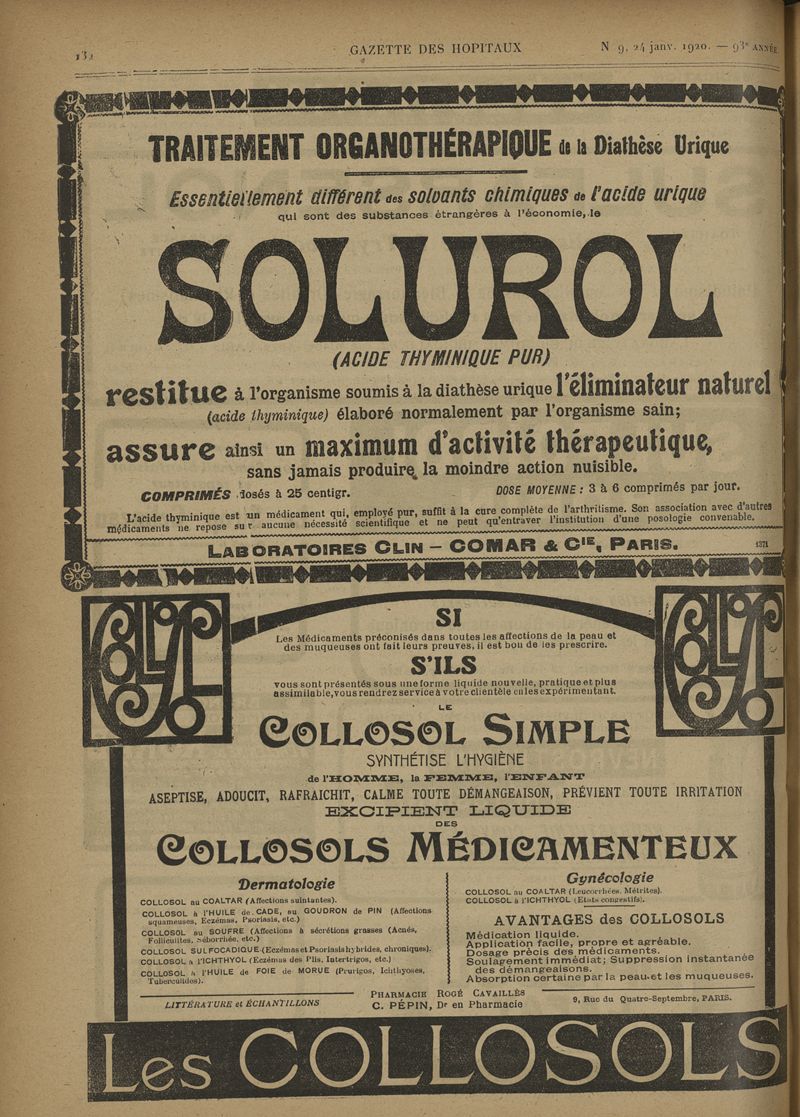 132
GAZETTE DES HOPITAUX
N 9, 24 janv. 1920. — 93e ANNÉE
TRAITEMENT ORGANOTHÉRAPIQUE de la Diathèse Urique
Essentiellement différent des solvants chimiques de l'acide urique
qui sont des substances étrangères à l'économie, le
SOLUROL
(ACIDE THYMINIQUE PUR)
restitue à l'organisme soumis à la diathèse urique l'éliminateur naturel
(acide thyminique) élaboré normalement par l'organisme sain;
assure ainsi un maximum d'activité thérapeutique,
sans jamais produire la moindre action nuisible.
COMPRIMÉS dosés à 25 centigr.
DOSE MOYENNE : 3 à 6 comprimés par jour.
L'acide thyminique est un médicament qui, employé pur, suffit à la cure complète de l'arthritisme. Son association avec d'autres
médicaments ne repose sur aucune nécessité scientifique et ne peut qu'entraver l'institution d'une posologie convenable.
LABORATOIRES CLIN — COMAR & CIE, PARIS.
1371
SI
Les Médicaments préconisés dans toutes les affections de la peau et
des muqueuses ont fait leurs preuves, il est bon de les prescrire.
S'ILS
vous sont présentés sous une forme liquide nouvelle, pratique et plus
assimilable, vous rendrez service à votre clientèle en les expérimentant.
LE
COLLOSOL SIMPLE
SYNTHÉTISE L'HYGIÈNE
de l'HOMME, la FEMME, l'ENFANT
ASEPTISE, ADOUCIT, RAFRAICHIT, CALME TOUTE DÉMANGEAISON, PRÉVIENT TOUTE IRRITATION
EXCIPIENT LIQUIDE
DES
COLLOSOLS MÉDICAMENTEUX
Dermatologie
COLLOSOL au COALTAR (Affections suintantes).
COLLOSOL à l'HUILE de CADE, au GOUDRON de PIN (Affections
squameuses, Eczémas, Psoriasis, etc.)
COLLOSOL au SOUFRE (Affections à sécrétions grasses (Acnés,
Folliculites, Séborrhée, etc.)
COLLOSOL SULFOCADIQUE (Eczémas et Psoriasis hybrides, chroniques).
COLLOSOL à l'ICHTHYOL (Eczémas des Plis, Intertrigos, etc.)
COLLOSOL à l'HUILE de FOIE de MORUE (Prurigos, Ichthyoses,
Tuberculides).
Gynécologie
COLLOSOL au COALTAR (Leucorrhées, Métrites).
COLLOSOL à l'ICHTHYOL (Etats congestifs).
AVANTAGES des COLLOSOLS
Médication liquide.
Application facile, propre et agréable.
Dosage précis des médicaments.
Soulagement immédiat; Suppression instantanée
des démangeaisons.
Absorption certaine par la peau et les muqueuses.
LITTÉRATURE et ÉCHANTILLONS
PHARMACIE ROGÉ CAVAILLÈS
C. PÉPIN, Dr en Pharmacie
9, Rue du Quatre-Septembre, PARIS.
Les COLLOSOLS